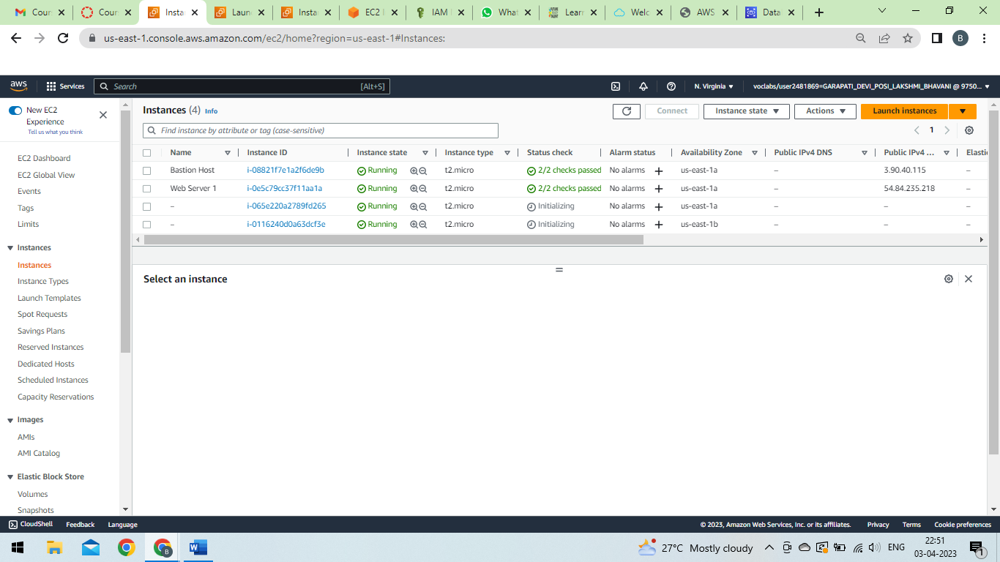 Cour
Cour
Insta
Laun
Insta
EC2
IAM
What
Learn
Welc
AWS
Data
us-east-1.console.aws.amazon.com/ec2/home?region=us-east-1#Instances:
B
aws
Services
Search
[Alt+S]
N. Virginia
voclabs/user2481869=GARAPATI_DEVI_POSI_LAKSHMI_BHAVANI @ 9750...
New EC2
Experience
Tell us what you think
EC2 Dashboard
EC2 Global View
Events
Tags
Limits
Instances
Instances
Instance Types
Launch Templates
Spot Requests
Savings Plans
Reserved Instances
Dedicated Hosts
Scheduled Instances
Capacity Reservations
Images
AMIs
AMI Catalog
Elastic Block Store
Volumes
Snapshots
Instances (4) Info
Connect
Instance state
Actions
Launch instances
Find instance by attribute or tag (case-sensitive)
1
Name Instance ID Instance state Instance type Status check Alarm status Availability Zone Public IPv4 DNS Public IPv4 ... Elasti
Bastion Host i-08821f7e1a2f6de9b Running t2.micro 2/2 checks passed No alarms + us-east-1a – 3.90.40.115 –
Web Server 1 i-0e5c79cc37f11aa1a Running t2.micro 2/2 checks passed No alarms + us-east-1a – 54.84.235.218 –
– i-065e220a2789fd265 Running t2.micro Initializing No alarms + us-east-1a – – –
– i-0116240d0a63dcf3e Running t2.micro Initializing No alarms + us-east-1b – – –
Select an instance
CloudShell Feedback Language
© 2023, Amazon Web Services, Inc. or its affiliates. Privacy Terms Cookie preferences
B
27°C Mostly cloudy
ENG
22:51
03-04-2023
1